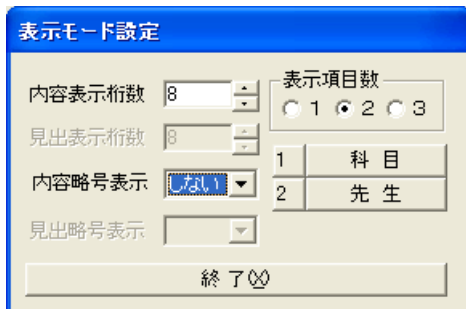 表示モード設定
内容表示桁数 8
見出表示桁数 8
内容略号表示 しない
見出略号表示
表示項目数
1 2 3
1 科 目
2 先 生
終 了(X)